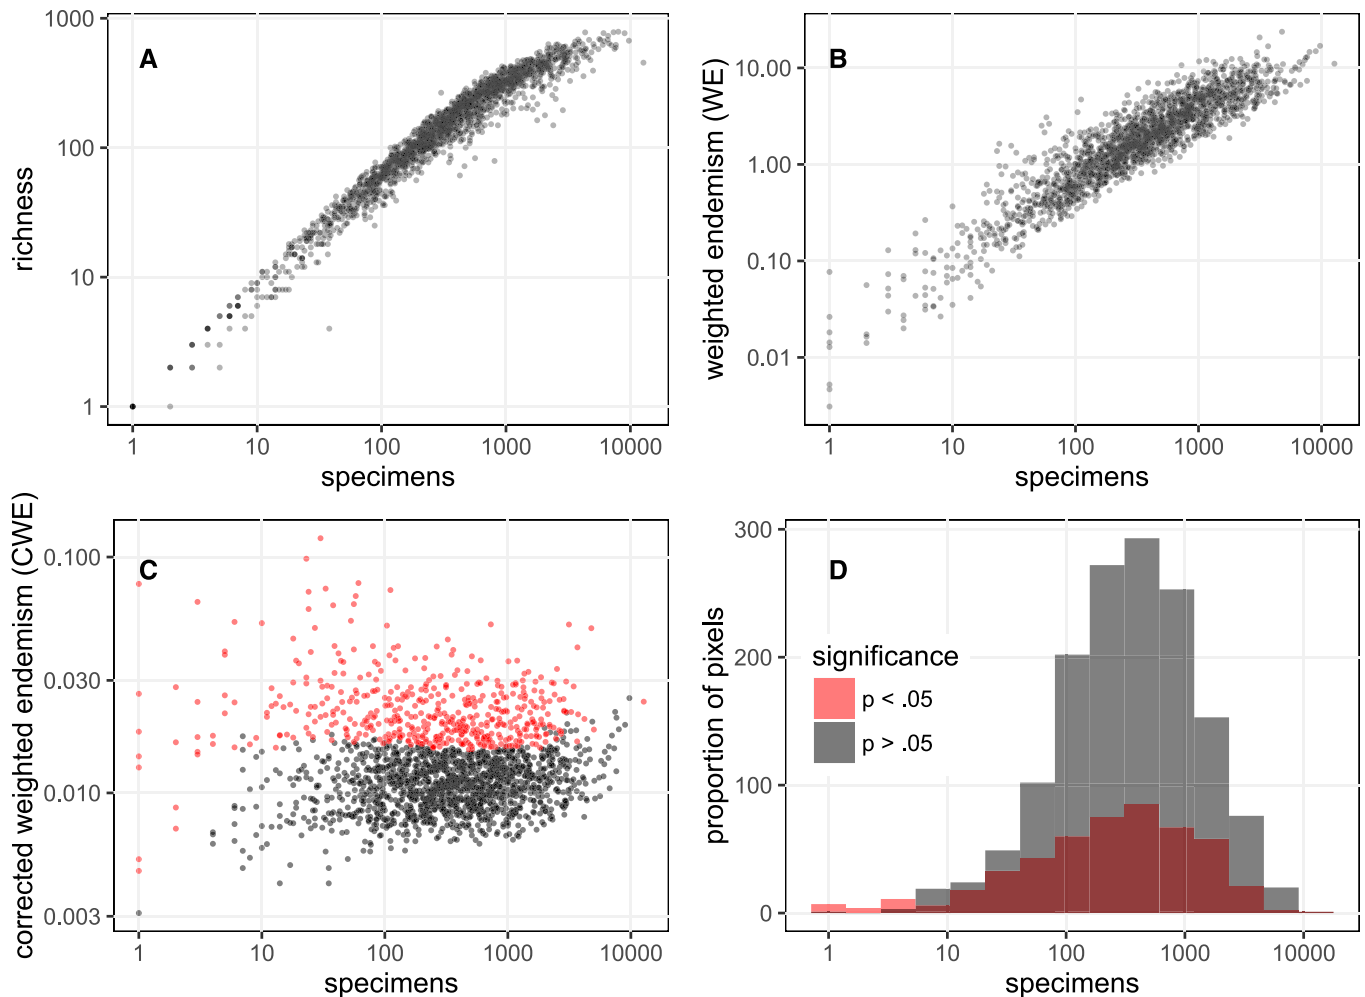 A
1000
100
10
1
richness
1 10 100 1000 10000
specimens
B
10.00
1.00
0.10
0.01
weighted endemism (WE)
1 10 100 1000 10000
specimens
C
0.100
0.030
0.010
0.003
corrected weighted endemism (CWE)
1 10 100 1000 10000
specimens
D
300
200
100
0
proportion of pixels
significance
p < .05
p > .05
1 10 100 1000 10000
specimens